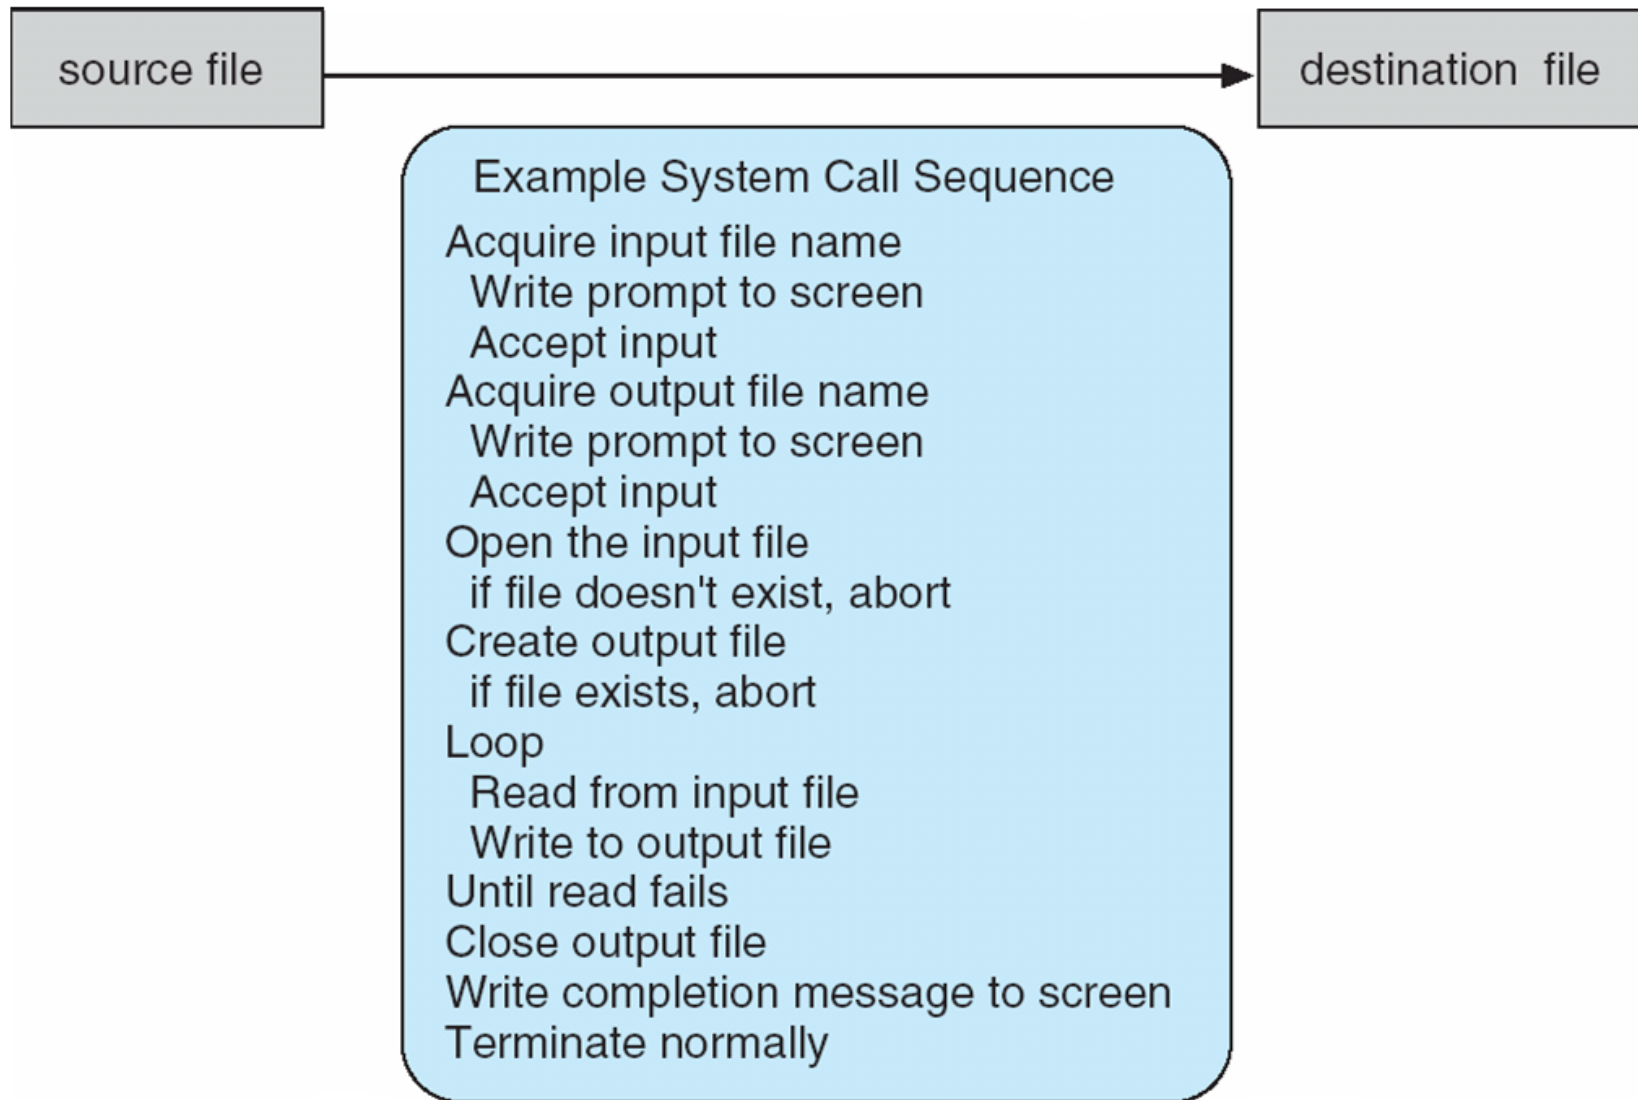 source file
destination file
Example System Call Sequence
Acquire input file name
Write prompt to screen
Accept input
Acquire output file name
Write prompt to screen
Accept input
Open the input file
if file doesn't exist, abort
Create output file
if file exists, abort
Loop
Read from input file
Write to output file
Until read fails
Close output file
Write completion message to screen
Terminate normally